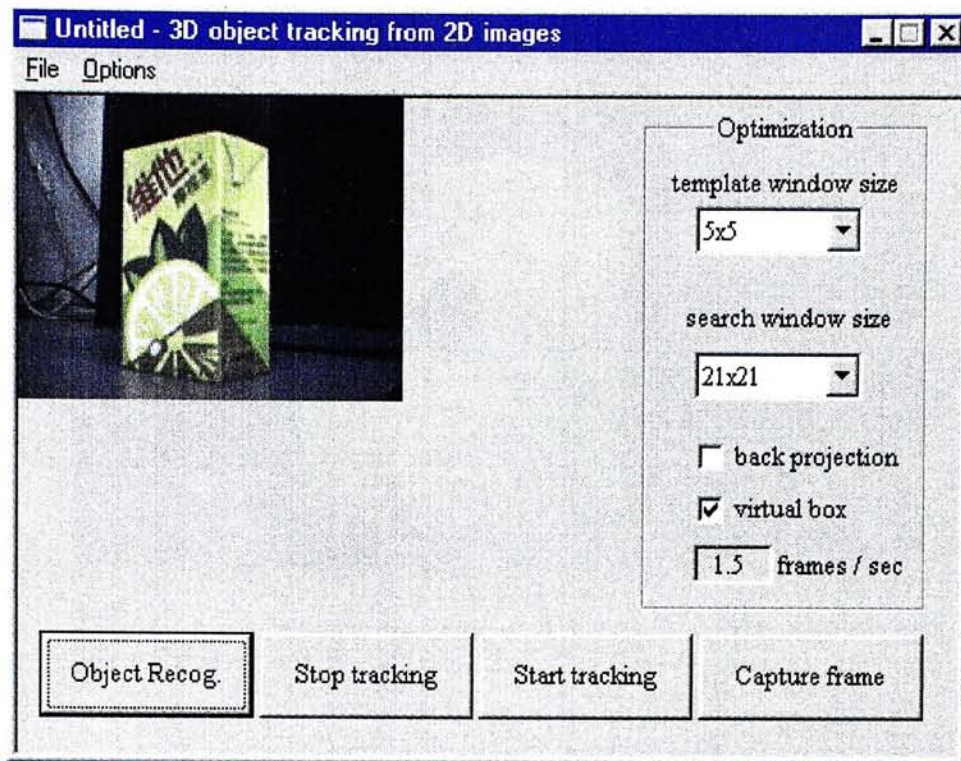 Untitled - 3D object tracking from 2D images
File Options
維他
Optimization
template window size
5x5
search window size
21x21
back projection
virtual box
1.5 frames / sec
Object Recog.
Stop tracking
Start tracking
Capture frame